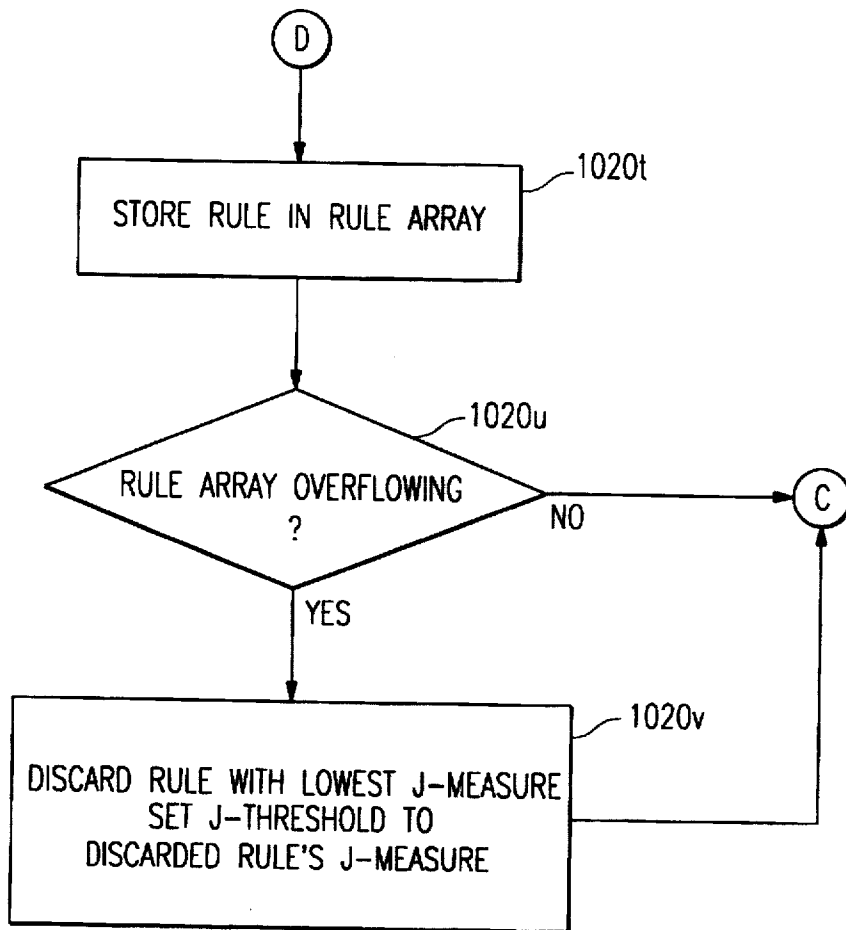 D
1020t
STORE RULE IN RULE ARRAY
1020u
RULE ARRAY OVERFLOWING
?
NO
C
YES
1020v
DISCARD RULE WITH LOWEST J-MEASURE
SET J-THRESHOLD TO
DISCARDED RULE'S J-MEASURE